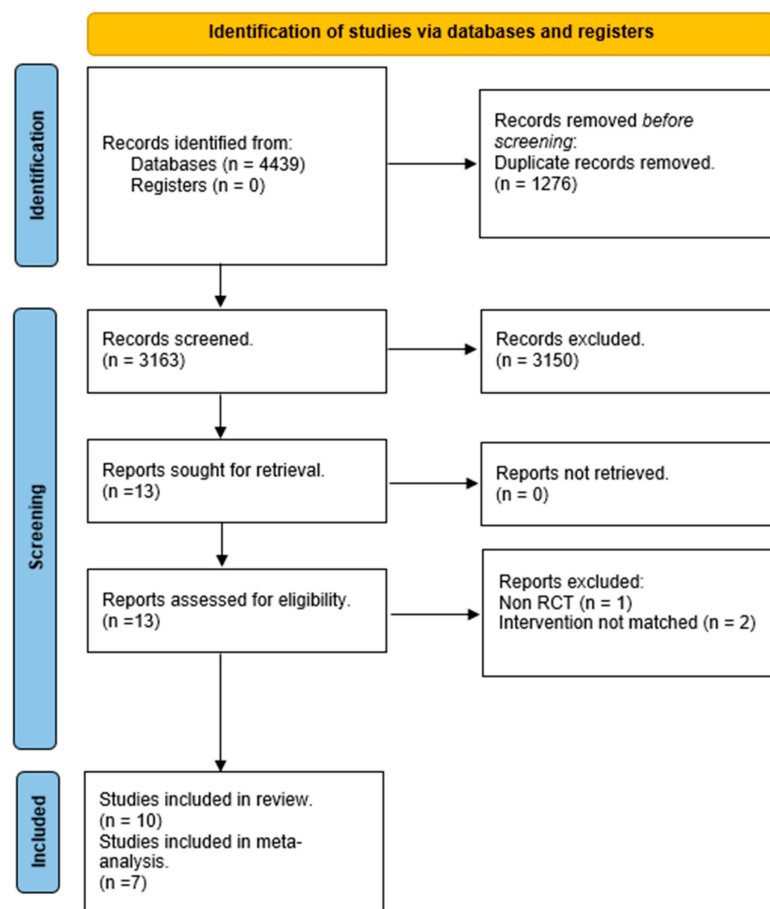 Identification of studies via databases and registers
Identification
Records identified from:
Databases (n = 4439)
Registers (n = 0)
Records removed before
screening:
Duplicate records removed.
(n = 1276)
Screening
Records screened.
(n = 3163)
Records excluded.
(n = 3150)
Reports sought for retrieval.
(n =13)
Reports not retrieved.
(n = 0)
Reports assessed for eligibility.
(n =13)
Reports excluded:
Non RCT (n = 1)
Intervention not matched (n = 2)
Included
Studies included in review.
(n = 10)
Studies included in meta-
analysis.
(n =7)